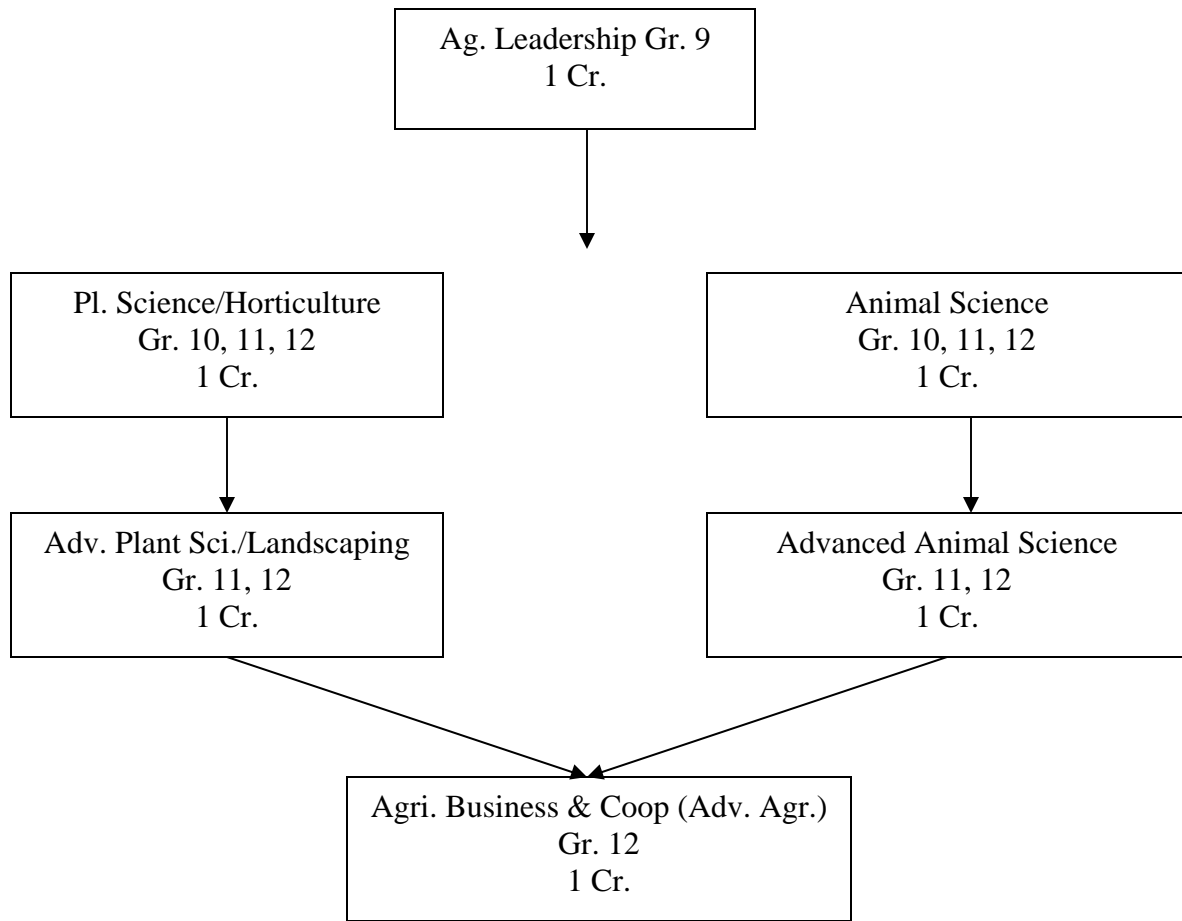 Ag. Leadership Gr. 9
1 Cr.
Pl. Science/Horticulture
Gr. 10, 11, 12
1 Cr.
Animal Science
Gr. 10, 11, 12
1 Cr.
Adv. Plant Sci./Landscaping
Gr. 11, 12
1 Cr.
Advanced Animal Science
Gr. 11, 12
1 Cr.
Agri. Business & Coop (Adv. Agr.)
Gr. 12
1 Cr.